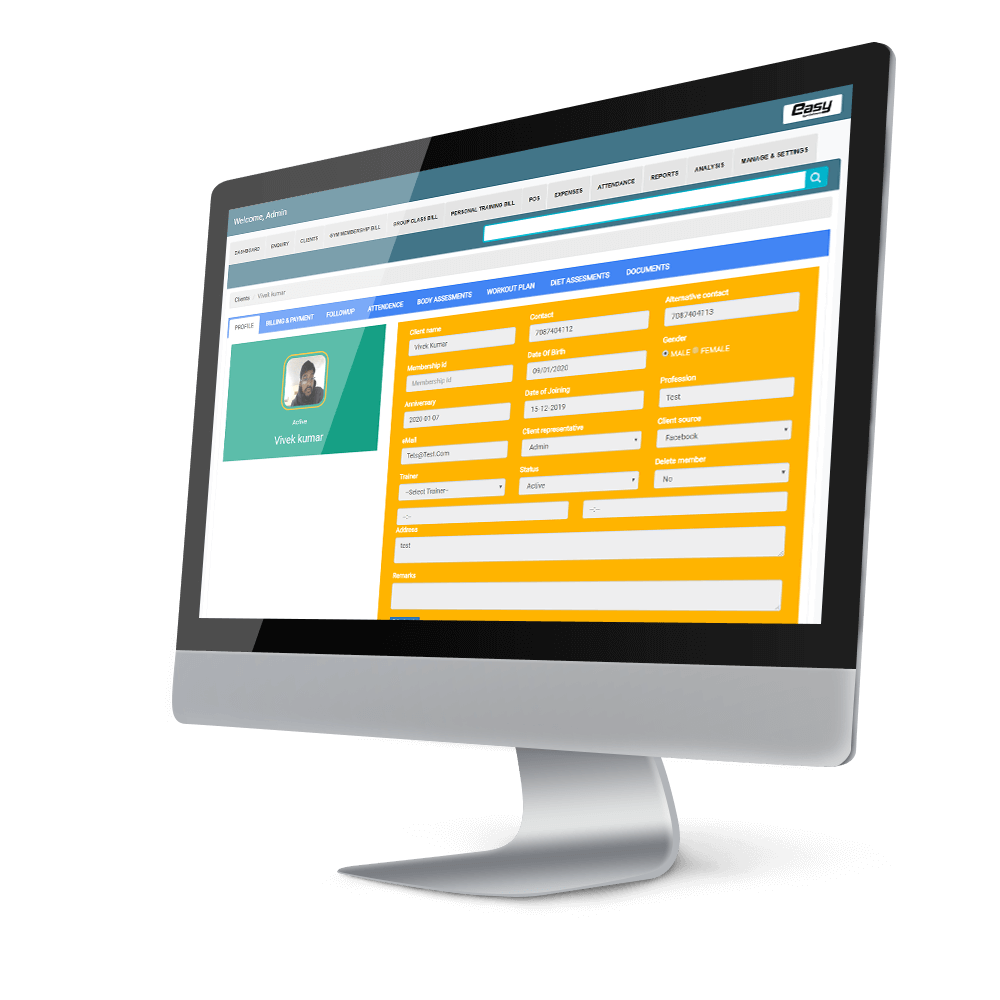 easy
Welcome, Admin
DASHBOARD ENQUIRY CLIENTS GYM MEMBERSHIP BILL GROUP CLASS BILL PERSONAL TRAINING BILL POS EXPENSES ATTENDANCE REPORTS ANALYSIS MANAGE & SETTINGS
Clients / Vivek kumar
PROFILE BILLING & PAYMENT FOLLOWUP ATTENDENCE BODY ASSESMENTS WORKOUT PLAN DIET ASSESMENTS DOCUMENTS
Active
Vivek kumar
Client name Contact Alternative contact
Vivek Kumar 7087404112 7087404113
Membership Id Date Of Birth Gender
Membership Id 09/01/2020 MALE FEMALE
Anniversary Date of Joining Profession
2020-01-07 15-12-2019 Test
eMail Client representative Client source
Tets@Test.Com Admin Facebook
Trainer Status Delete member
--Select Trainer-- Active No
--:-- --:--
Address
test
Remarks